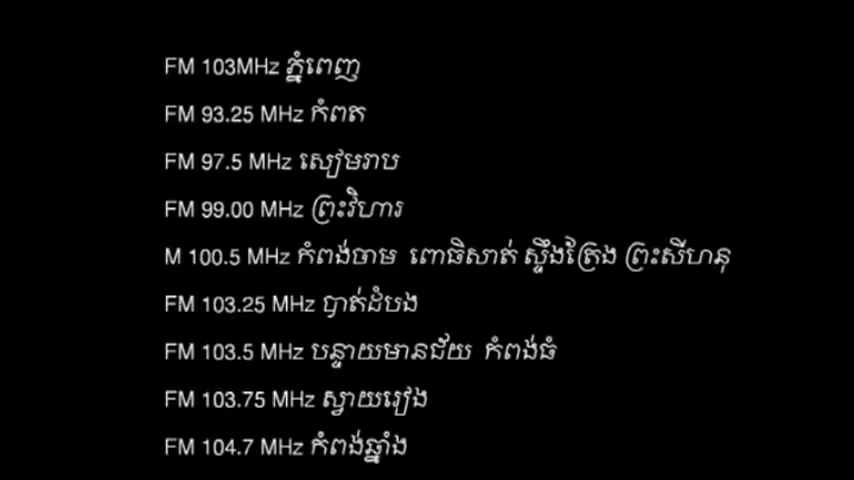 FM 103MHz ភ្នំពេញ
FM 93.25 MHz កំពត
FM 97.5 MHz សៀមរាប
FM 99.00 MHz ព្រះវិហារ
M 100.5 MHz កំពង់ចាម ពោធិសាត់ ស្ទឹងត្រែង ព្រះសីហនុ
FM 103.25 MHz បាត់ដំបង
FM 103.5 MHz បន្ទាយមានជ័យ កំពង់ធំ
FM 103.75 MHz ស្វាយរៀង
FM 104.7 MHz កំពង់ឆ្នាំង